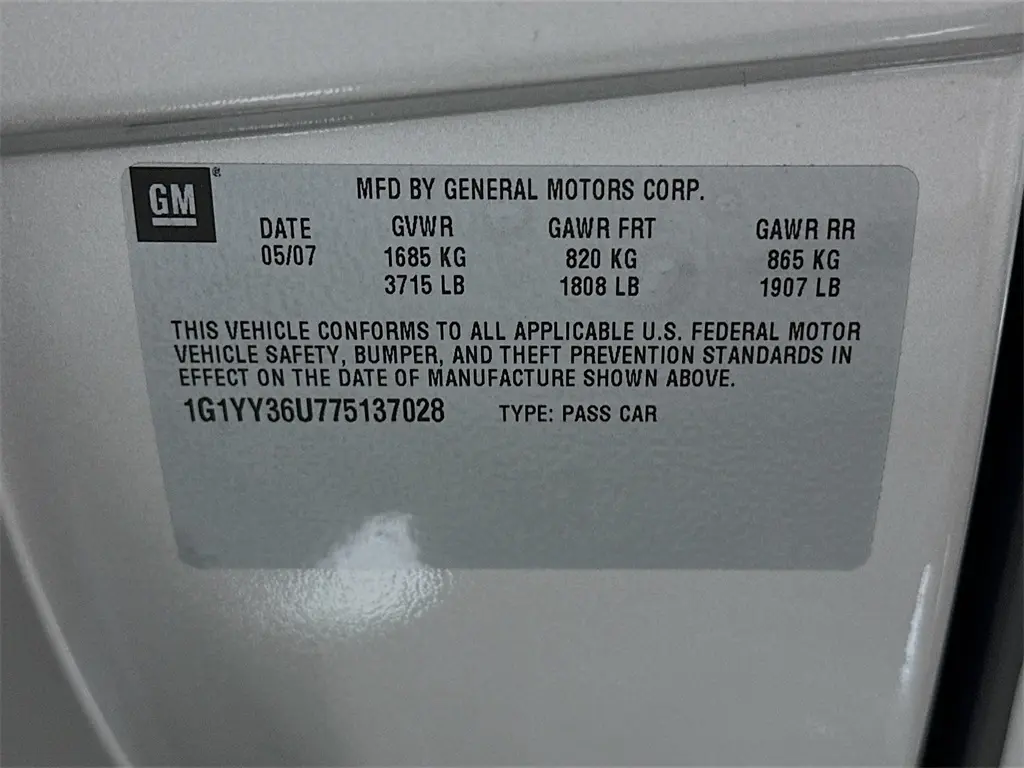 GM®
MFD BY GENERAL MOTORS CORP.
DATE GVWR GAWR FRT GAWR RR
05/07 1685 KG 820 KG 865 KG
3715 LB 1808 LB 1907 LB
THIS VEHICLE CONFORMS TO ALL APPLICABLE U.S. FEDERAL MOTOR
VEHICLE SAFETY, BUMPER, AND THEFT PREVENTION STANDARDS IN
EFFECT ON THE DATE OF MANUFACTURE SHOWN ABOVE.
1G1YY36U775137028 TYPE: PASS CAR